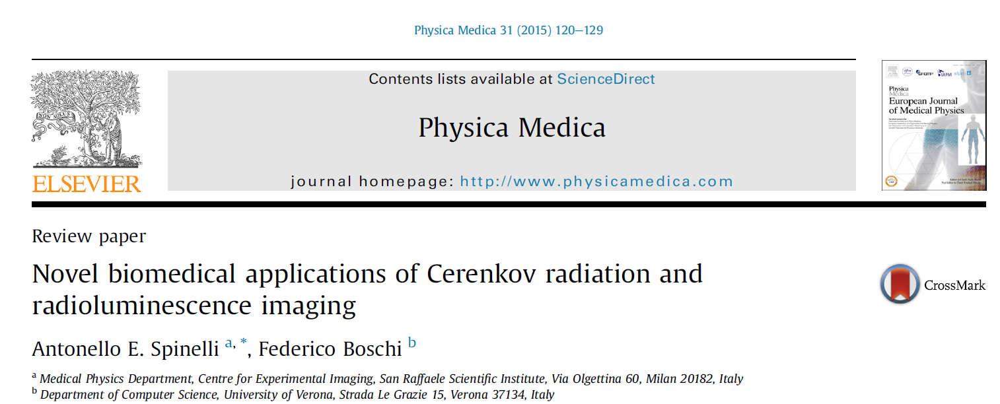 Physica Medica 31 (2015) 120–129
Contents lists available at ScienceDirect
Physica Medica
journal homepage: http://www.physicamedica.com
NON SOLUS
ELSEVIER
Physica
Medica
European Journal
of Medical Physics
Review paper
Novel biomedical applications of Cerenkov radiation and
radioluminescence imaging
CrossMark
Antonello E. Spinelli a, *, Federico Boschi b
a Medical Physics Department, Centre for Experimental Imaging, San Raffaele Scientific Institute, Via Olgettina 60, Milan 20182, Italy
b Department of Computer Science, University of Verona, Strada Le Grazie 15, Verona 37134, Italy